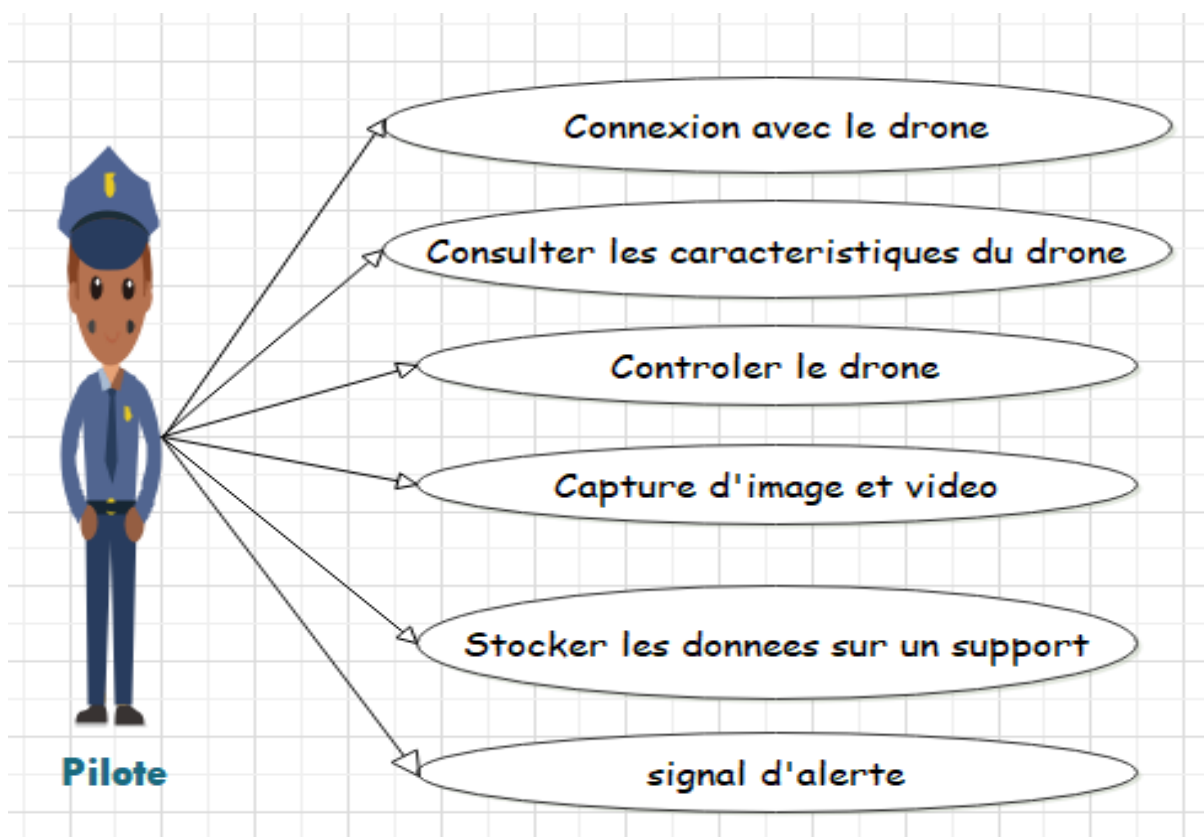 Connexion avec le drone
Consulter les caracteristiques du drone
Controler le drone
Capture d'image et video
Stocker les donnees sur un support
signal d'alerte
Pilote